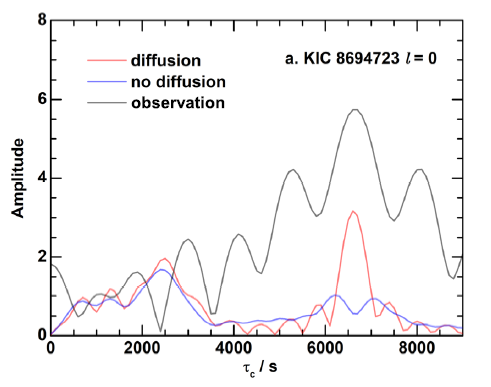 8
a. KIC 8694723 l = 0
diffusion
no diffusion
observation
6
Amplitude
4
2
0
0 2000 4000 6000 8000
τc / s